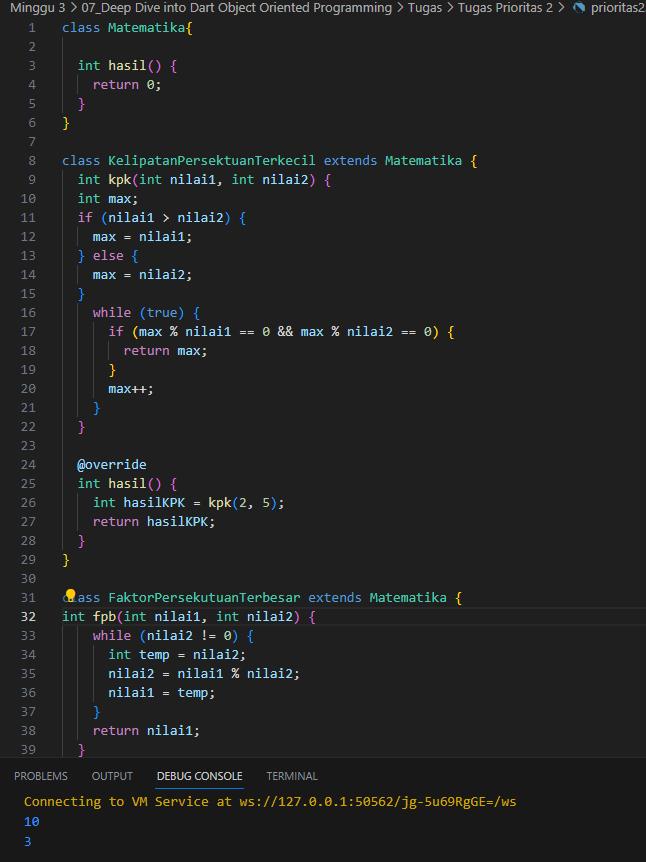 Minggu 3 > 07_Deep Dive into Dart Object Oriented Programming > Tugas > Tugas Prioritas 2 > prioritas2.
1 class Matematika{
2
3   int hasil() {
4     return 0;
5   }
6 }
7
8 class KelipatanPersektuanTerkecil extends Matematika {
9   int kpk(int nilai1, int nilai2) {
10   int max;
11   if (nilai1 > nilai2) {
12     max = nilai1;
13   } else {
14     max = nilai2;
15   }
16     while (true) {
17       if (max % nilai1 == 0 && max % nilai2 == 0) {
18         return max;
19       }
20       max++;
21     }
22   }
23
24   @override
25   int hasil() {
26     int hasilKPK = kpk(2, 5);
27     return hasilKPK;
28   }
29 }
30
31 class FaktorPersekutuanTerbesar extends Matematika {
32 int fpb(int nilai1, int nilai2) {
33     while (nilai2 != 0) {
34       int temp = nilai2;
35       nilai2 = nilai1 % nilai2;
36       nilai1 = temp;
37     }
38     return nilai1;
39   }
PROBLEMS OUTPUT DEBUG CONSOLE TERMINAL
Connecting to VM Service at ws://127.0.0.1:50562/jg-5u69RgGE=/ws
10
3